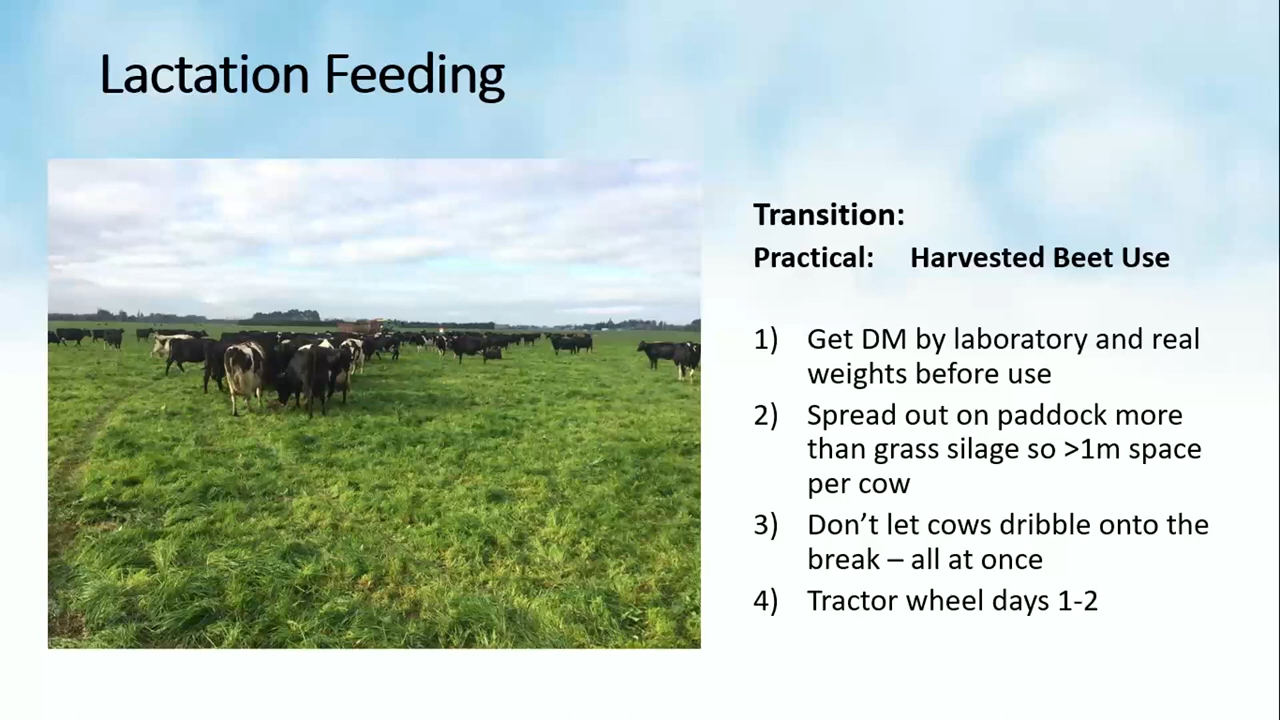 Lactation Feeding
Transition:
Practical: Harvested Beet Use
1) Get DM by laboratory and real
weights before use
2) Spread out on paddock more
than grass silage so >1m space
per cow
3) Don’t let cows dribble onto the
break – all at once
4) Tractor wheel days 1-2